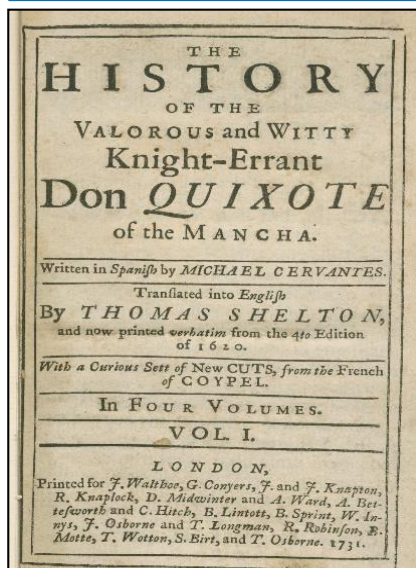 THE
HISTORY
OF THE
VALOROUS and WITTY
Knight-Errant
Don QUIXOTE
of the MANCHA.
Written in Spaniſh by MICHAEL CERVANTES.
Tranſlated into Engliſh
By THOMAS SHELTON,
and now printed verbatim from the 4to Edition
of 1620.
With a Curious Sett of New CUTS, from the French
of COYPEL.
In FOUR VOLUMES.
VOL. I.
LONDON,
Printed for J. Walthoe, G. Conyers, J. and J. Knapton,
R. Knaplock, D. Midwinter and A. Ward, A. Bet-
teſworth and C. Hitch, B. Lintott, B. Sprint, W. In-
nys, J. Osborne and T. Longman, R. Robinſon, B.
Motte, T. Wotton, S. Birt, and T. Osborne. 1731.